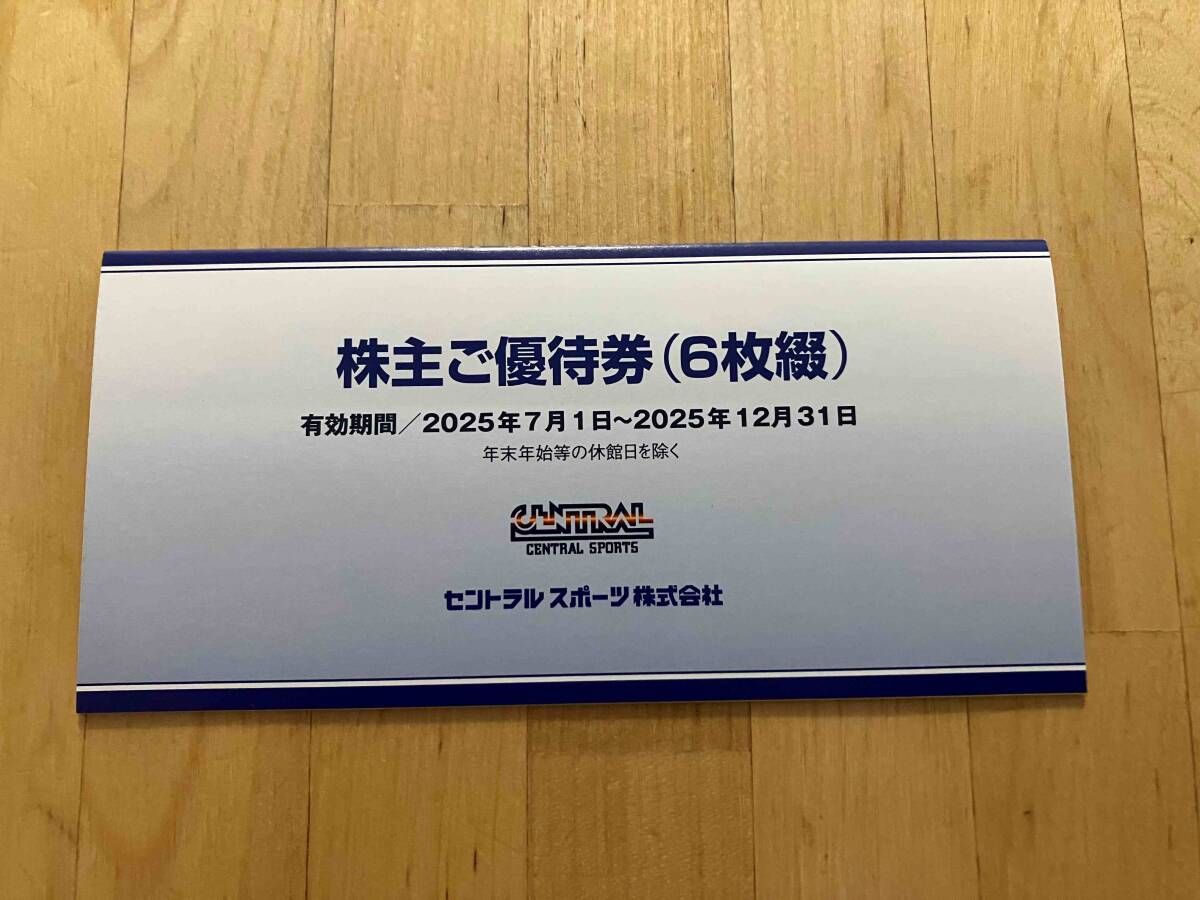 株主ご優待券(6枚綴)
有効期間/2025年7月1日~2025年12月31日
年末年始等の休館日を除く
CENTRAL
CENTRAL SPORTS
セントラルスポーツ株式会社